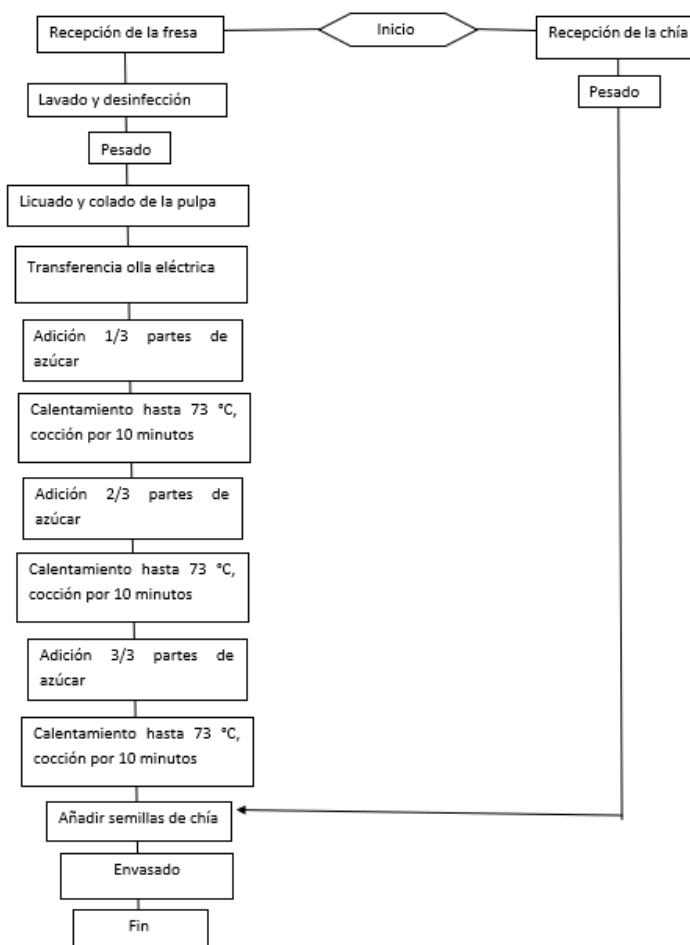 Recepción de la fresa
Inicio
Recepción de la chía
Lavado y desinfección
Pesado
Pesado
Licuado y colado de la pulpa
Transferencia olla eléctrica
Adición 1/3 partes de
azúcar
Calentamiento hasta 73 °C,
cocción por 10 minutos
Adición 2/3 partes de
azúcar
Calentamiento hasta 73 °C,
cocción por 10 minutos
Adición 3/3 partes de
azúcar
Calentamiento hasta 73 °C,
cocción por 10 minutos
Añadir semillas de chía
Envasado
Fin